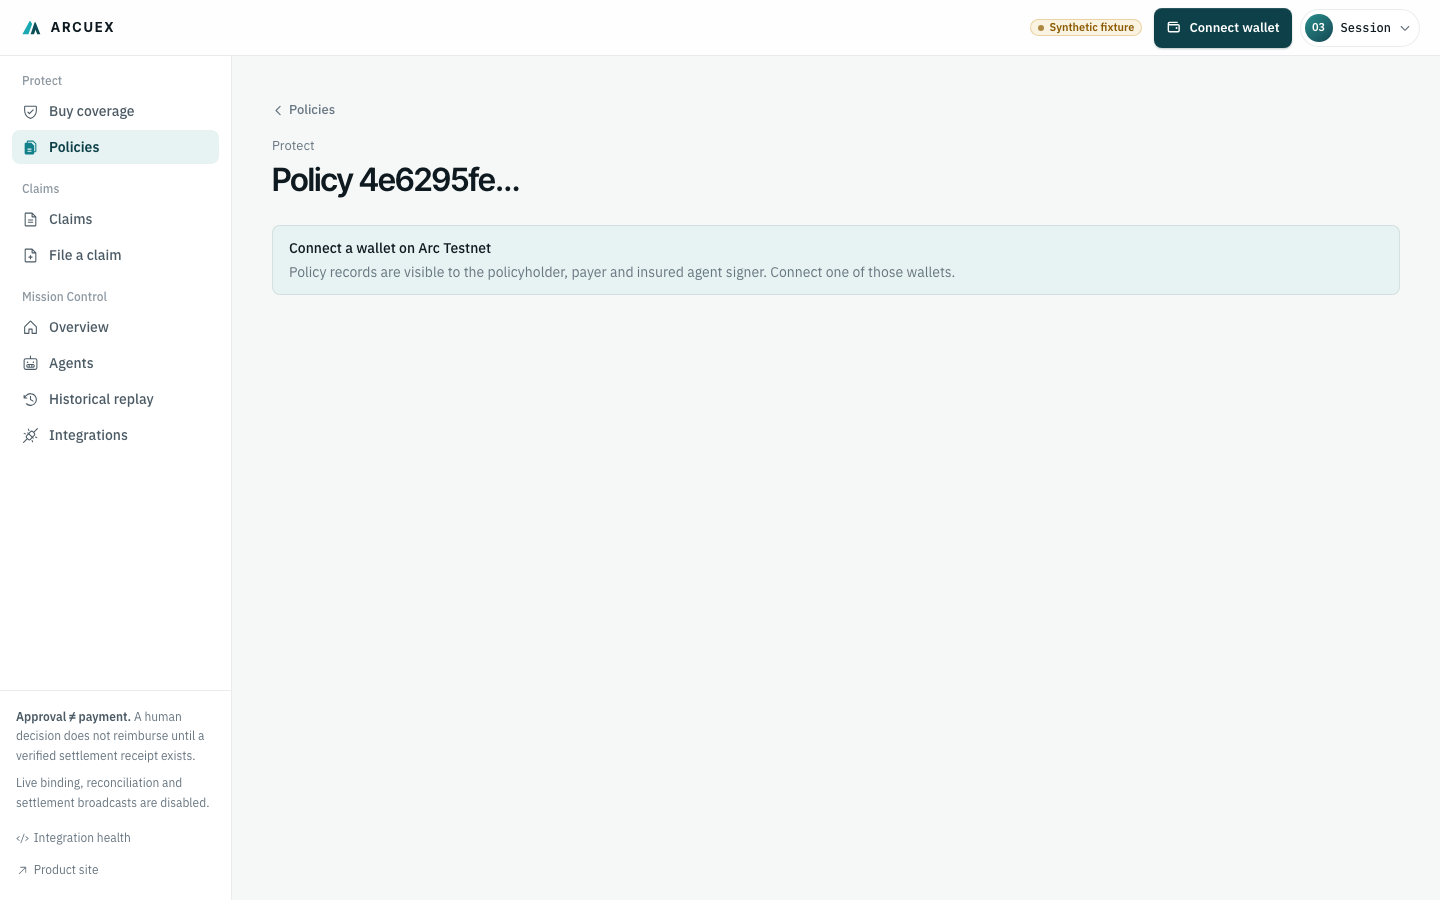 ARCUEX
Synthetic fixture
Connect wallet
03
Session
Protect
Buy coverage
Policies
Claims
Claims
File a claim
Mission Control
Overview
Agents
Historical replay
Integrations
Approval ≠ payment. A human
decision does not reimburse until a
verified settlement receipt exists.
Live binding, reconciliation and
settlement broadcasts are disabled.
Integration health
Product site
Policies
Protect
Policy 4e6295fe...
Connect a wallet on Arc Testnet
Policy records are visible to the policyholder, payer and insured agent signer. Connect one of those wallets.